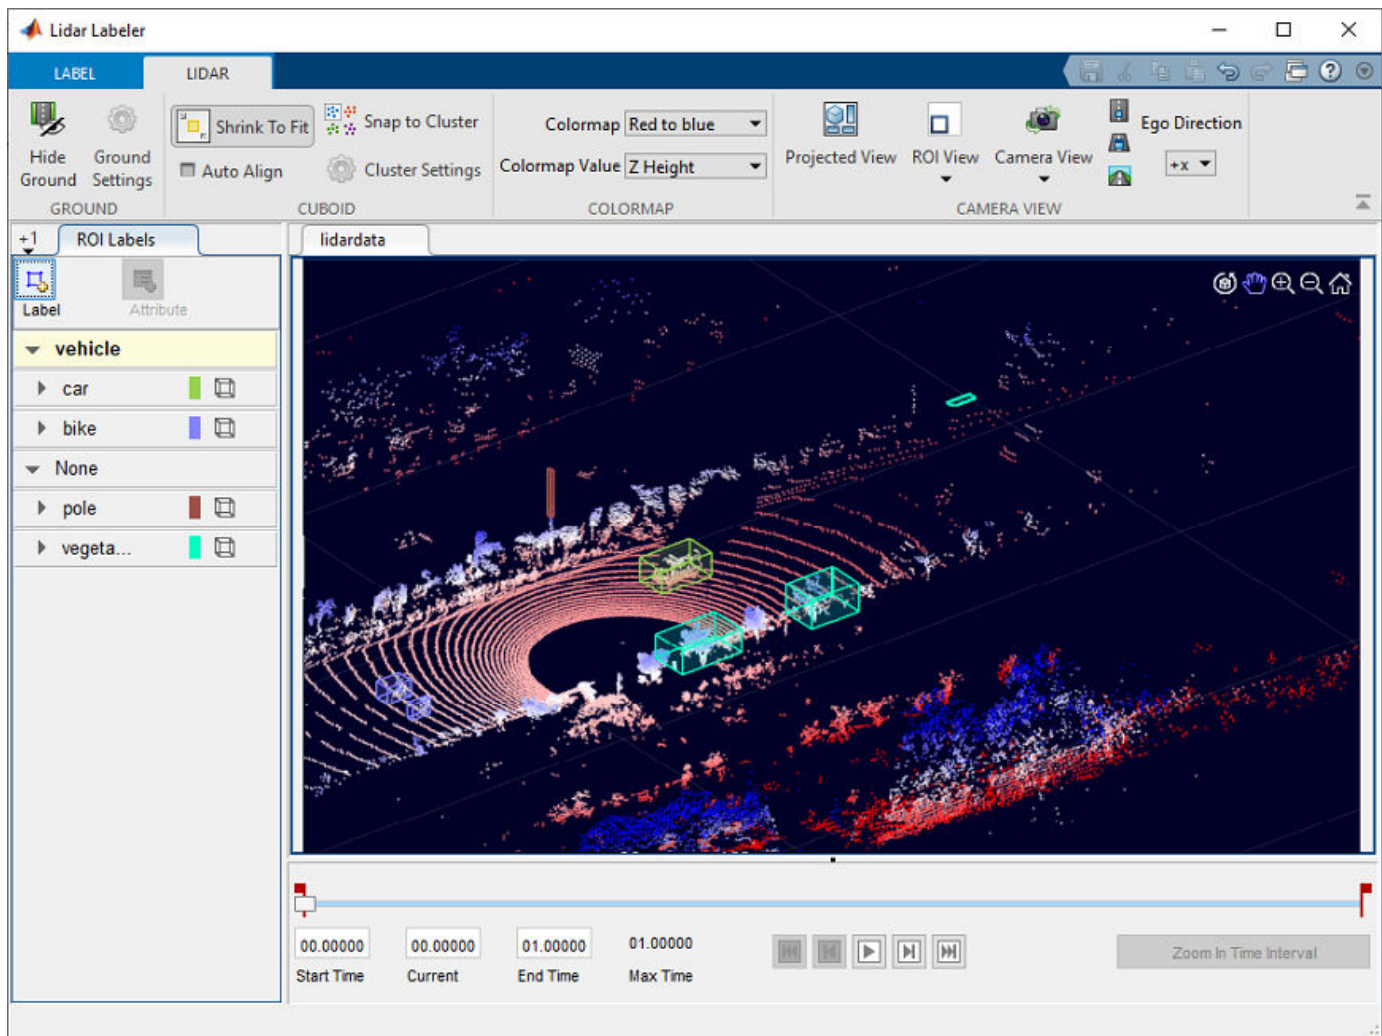 Lidar Labeler
LABEL
LIDAR
Hide Ground
Ground Settings
GROUND
Shrink To Fit
Snap to Cluster
Auto Align
Cluster Settings
CUBOID
Colormap Red to blue
Colormap Value Z Height
COLORMAP
Projected View
ROI View
Camera View
Ego Direction
+x
CAMERA VIEW
+1
ROI Labels
lidardata
Label
Attribute
vehicle
car
bike
None
pole
vegeta...
00.00000
00.00000
01.00000
01.00000
Start Time
Current
End Time
Max Time
Zoom In Time Interval